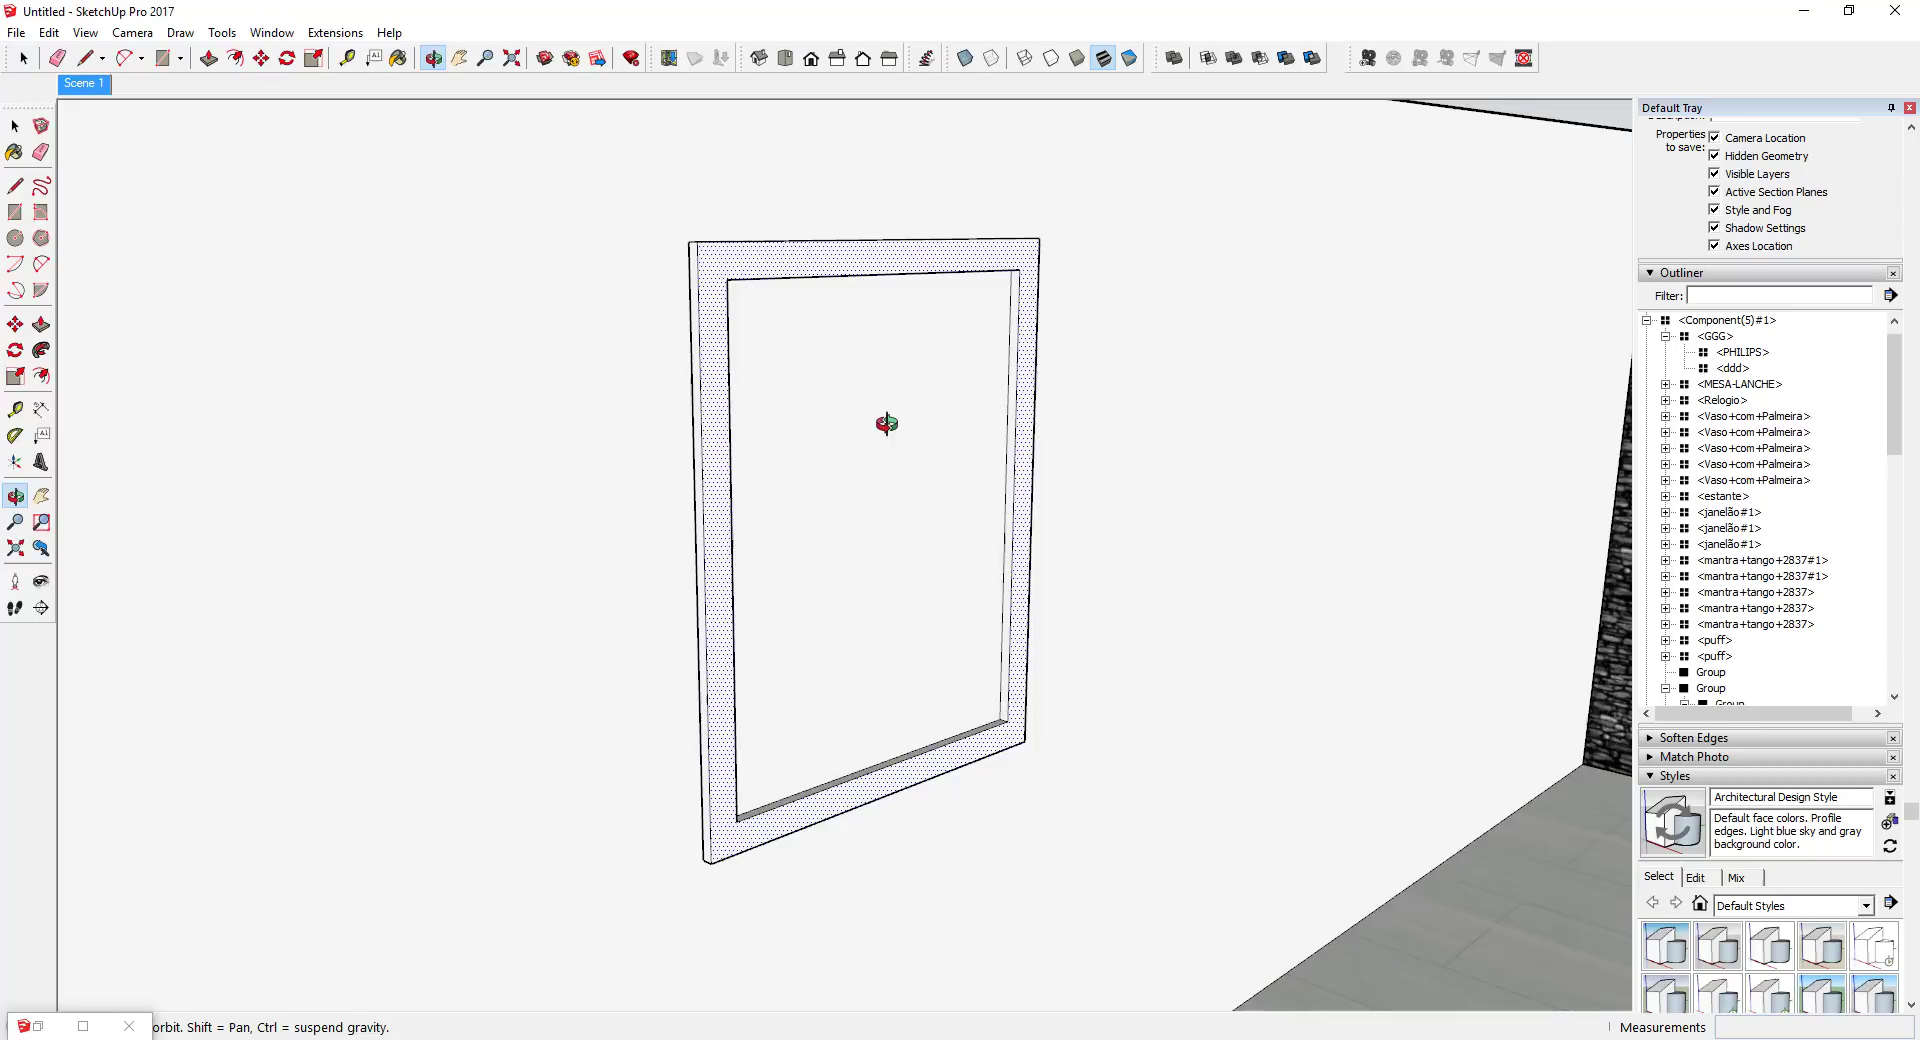 Untitled - SketchUp Pro 2017
File Edit View Camera Draw Tools Window Extensions Help
Scene 1
Default Tray
Properties to save:
Camera Location
Hidden Geometry
Visible Layers
Active Section Planes
Style and Fog
Shadow Settings
Axes Location
Outliner
Filter:
<Component(5)#1>
<GGG>
<PHILIPS>
<ddd>
<MESA-LANCHE>
<Relogio>
<Vaso+com+Palmeira>
<Vaso+com+Palmeira>
<Vaso+com+Palmeira>
<Vaso+com+Palmeira>
<Vaso+com+Palmeira>
<estante>
<janelão#1>
<janelão#1>
<janelão#1>
<mantra+tango+2837#1>
<mantra+tango+2837#1>
<mantra+tango+2837>
<mantra+tango+2837>
<mantra+tango+2837>
<puff>
<puff>
Group
Group
Group
Soften Edges
Match Photo
Styles
Architectural Design Style
Default face colors. Profile
edges. Light blue sky and gray
background color.
Select Edit Mix
Default Styles
orbit. Shift = Pan, Ctrl = suspend gravity.
Measurements